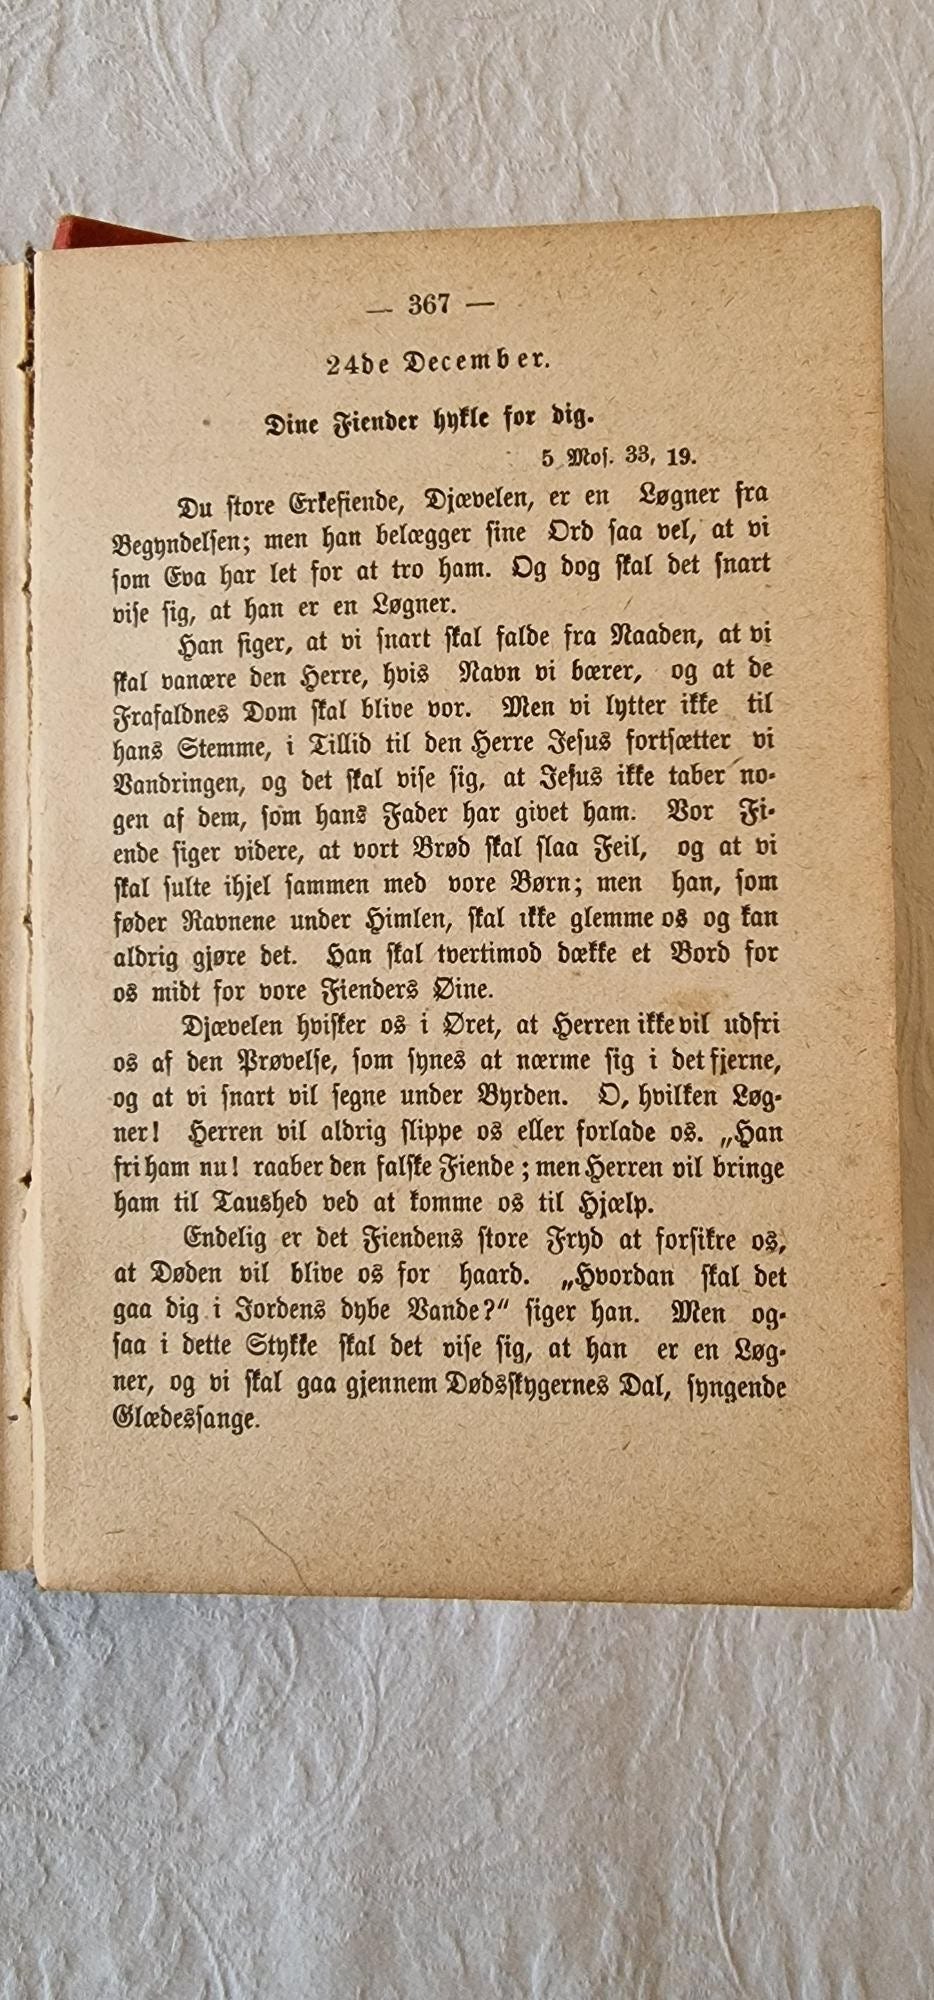 — 367 —
24de December.
Dine Fiender hykle for dig.
5 Mos. 33, 19.
Du store Erkefiende, Djævelen, er en Løgner fra
Begyndelsen; men han belægger sine Ord saa vel, at vi
som Eva har let for at tro ham. Og dog skal det snart
vise sig, at han er en Løgner.
Han siger, at vi snart skal falde fra Naaden, at vi
skal vanære den Herre, hvis Navn vi bærer, og at de
Frafaldnes Dom skal blive vor. Men vi lytter ikke til
hans Stemme, i Tillid til den Herre Jesus fortsætter vi
Vandringen, og det skal vise sig, at Jesus ikke taber no-
gen af dem, som hans Fader har givet ham. Vor Fi-
ende siger videre, at vort Brød skal slaa Feil, og at vi
skal sulte ihjel sammen med vore Børn; men han, som
føder Ravnene under Himlen, skal ikke glemme os og kan
aldrig gjøre det. Han skal tvertimod dække et Bord for
os midt for vore Fienders Øine.
Djævelen hvisker os i Øret, at Herren ikke vil udfri
os af den Prøvelse, som synes at nærme sig i det fjerne,
og at vi snart vil segne under Byrden. O, hvilken Løg-
ner! Herren vil aldrig slippe os eller forlade os. „Han
fri ham nu! raaber den falske Fiende; men Herren vil bringe
ham til Taushed ved at komme os til Hjælp.
Endelig er det Fiendens store Fryd at forsikre os,
at Døden vil blive os for haard. „Hvordan skal det
gaa dig i Jordens dybe Vande?“ siger han. Men og-
saa i dette Stykke skal det vise sig, at han er en Løg-
ner, og vi skal gaa gjennem Dødsskygernes Dal, syngende
Glædessange.